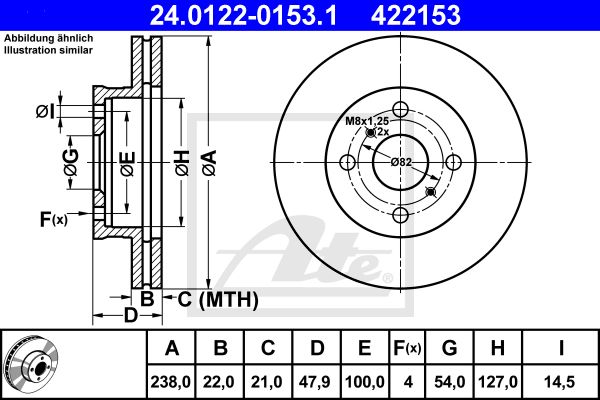 24.0122-0153.1 422153
Abbildung ähnlich
Illustration similar
M8x1,25
2x
Ø82
ØI
ØG
ØE
ØH
ØA
F(x)
B
C (MTH)
D
Ate
A B C D E F(x) G H I
238,0 22,0 21,0 47,9 100,0 4 54,0 127,0 14,5